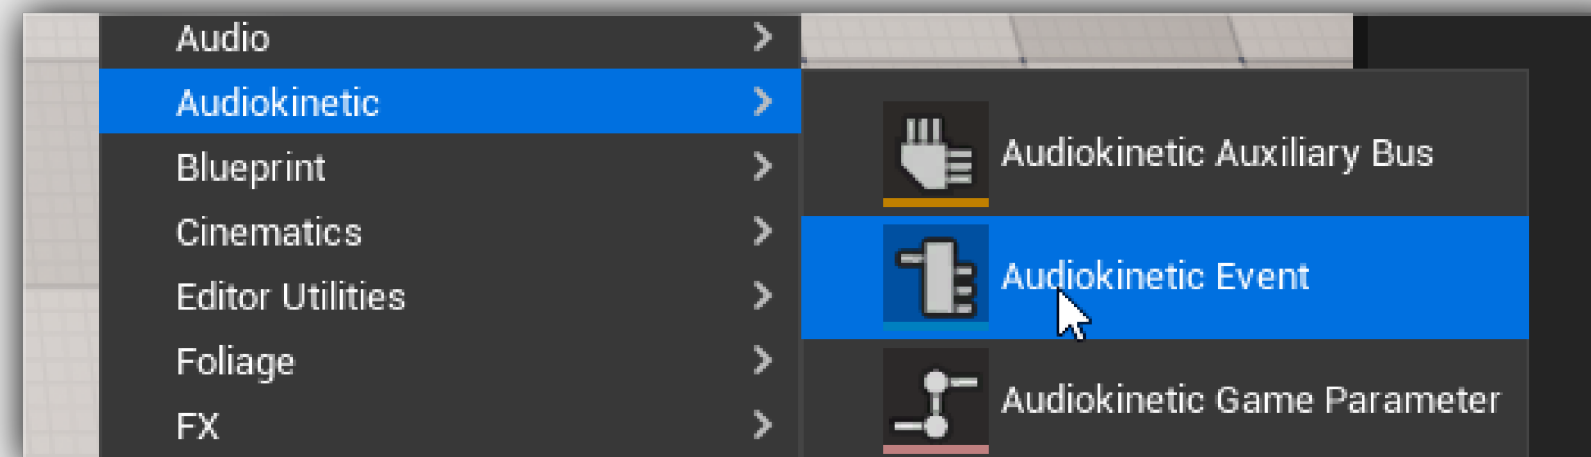 Audio
Audiokinetic
Blueprint
Cinematics
Editor Utilities
Foliage
FX
Audiokinetic Auxiliary Bus
Audiokinetic Event
Audiokinetic Game Parameter